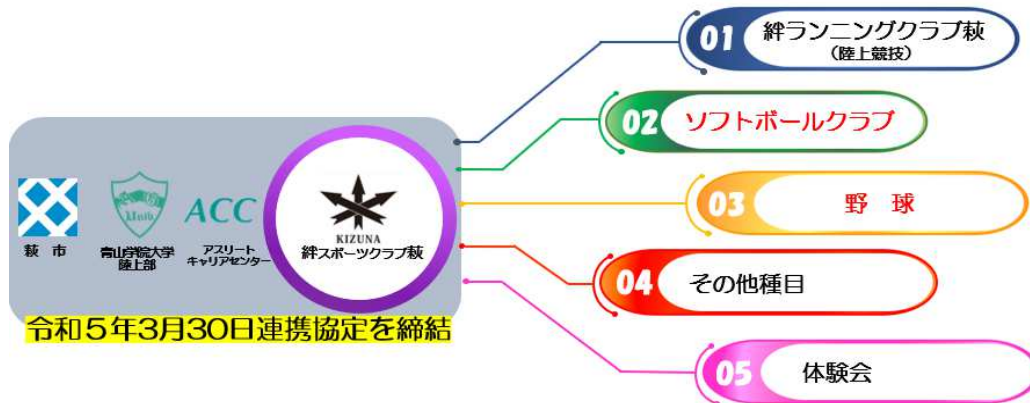 01
絆ランニングクラブ萩
(陸上競技)
02
ソフトボールクラブ
03
野 球
04
その他種目
05
体験会
萩 市
青山学院大学
陸上部
ACC
アスリート
キャリアセンター
KIZUNA
絆スポーツクラブ萩
令和5年3月30日連携協定を締結